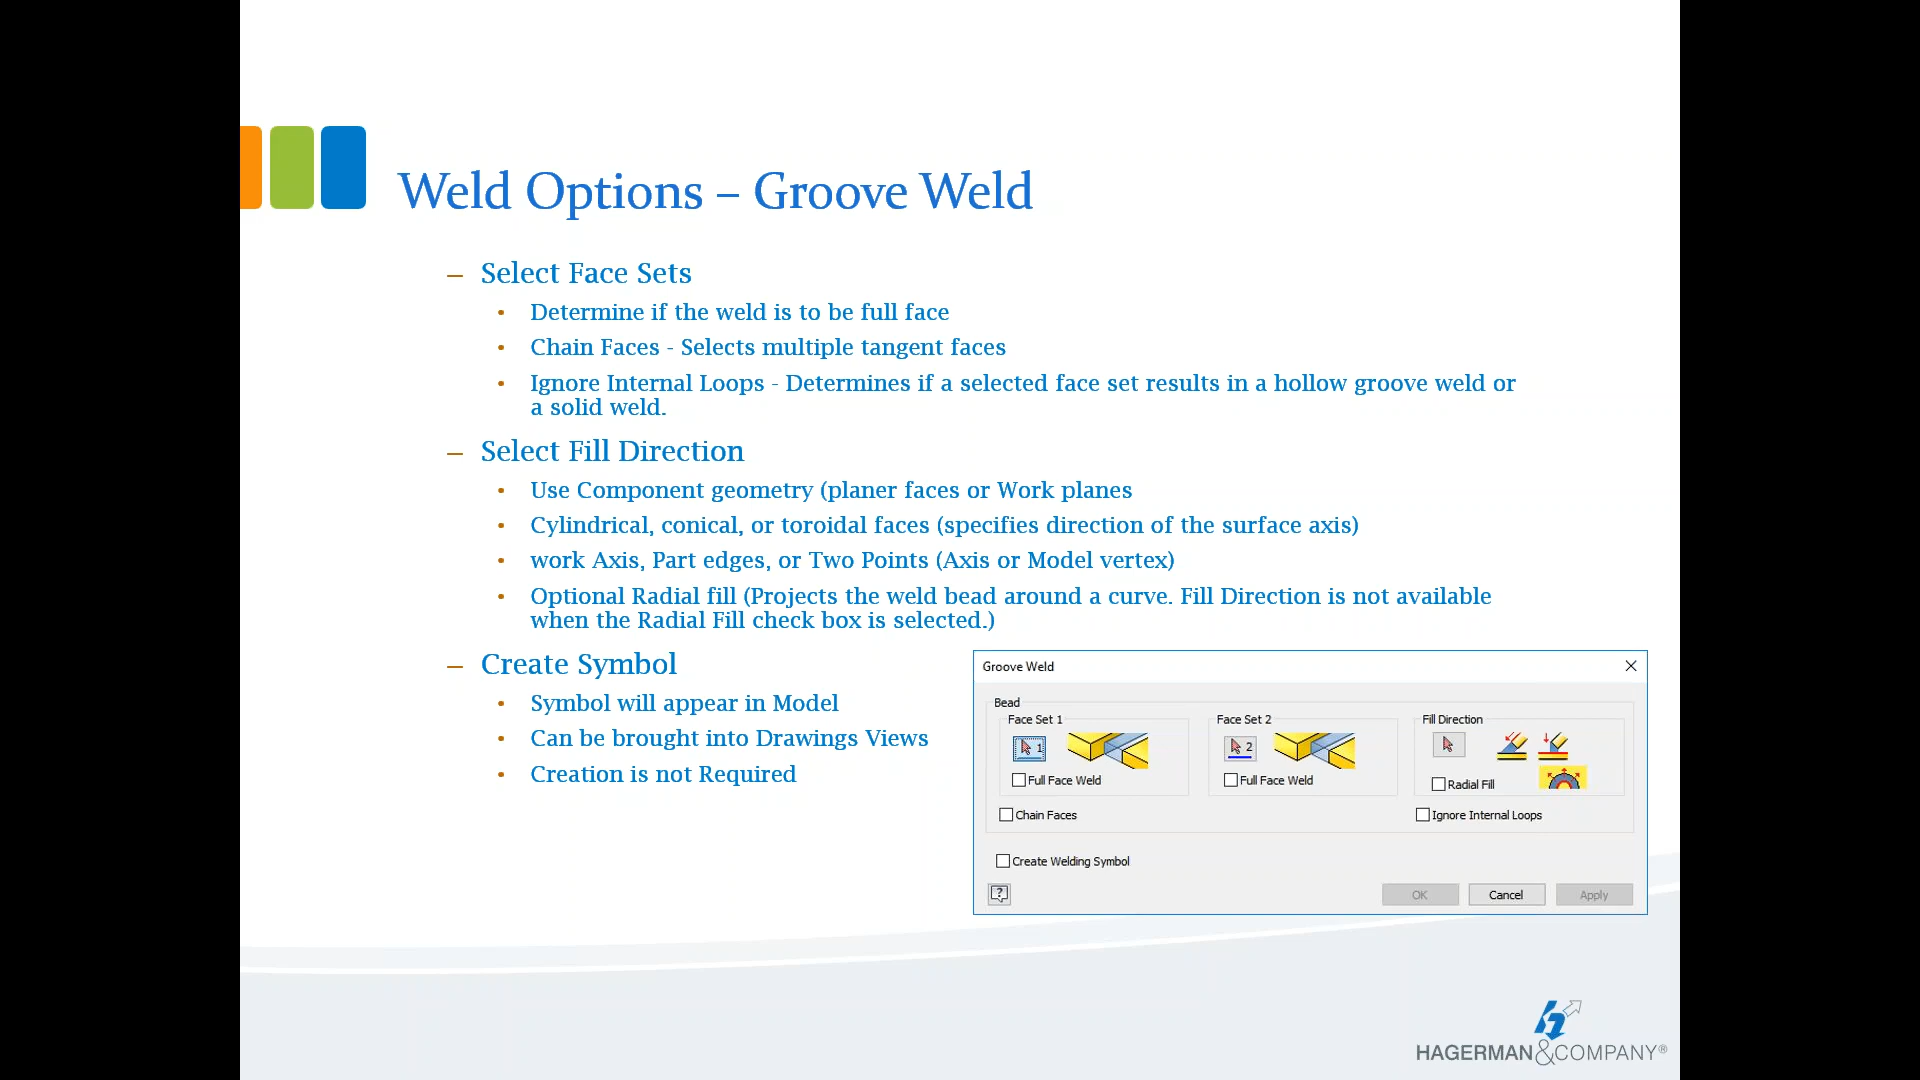 Weld Options – Groove Weld
– Select Face Sets
• Determine if the weld is to be full face
• Chain Faces - Selects multiple tangent faces
• Ignore Internal Loops - Determines if a selected face set results in a hollow groove weld or
a solid weld.
– Select Fill Direction
• Use Component geometry (planer faces or Work planes
• Cylindrical, conical, or toroidal faces (specifies direction of the surface axis)
• work Axis, Part edges, or Two Points (Axis or Model vertex)
• Optional Radial fill (Projects the weld bead around a curve. Fill Direction is not available
when the Radial Fill check box is selected.)
– Create Symbol
• Symbol will appear in Model
• Can be brought into Drawings Views
• Creation is not Required
Groove Weld
Bead
Face Set 1
Face Set 2
Fill Direction
1
2
Full Face Weld
Full Face Weld
Radial Fill
Chain Faces
Ignore Internal Loops
Create Welding Symbol
?
OK
Cancel
Apply
HAGERMAN&COMPANY®